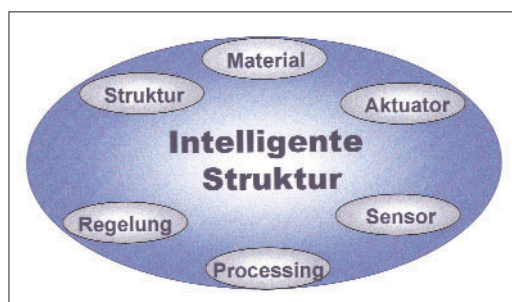 Material
Struktur
Aktuator
Intelligente
Struktur
Regelung
Sensor
Processing